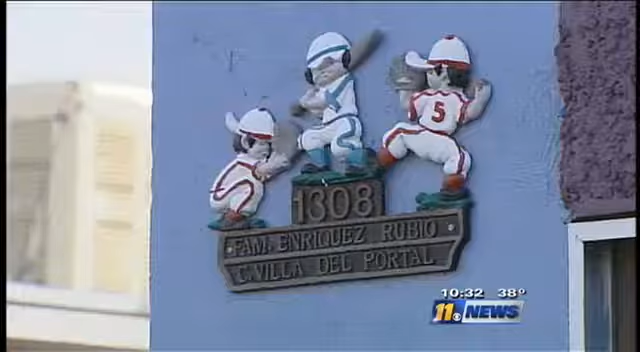 5
1308
FAM. ENRIQUEZ RUBIO
C. VILLA DEL PORTAL
10:32 38°
11 NEWS